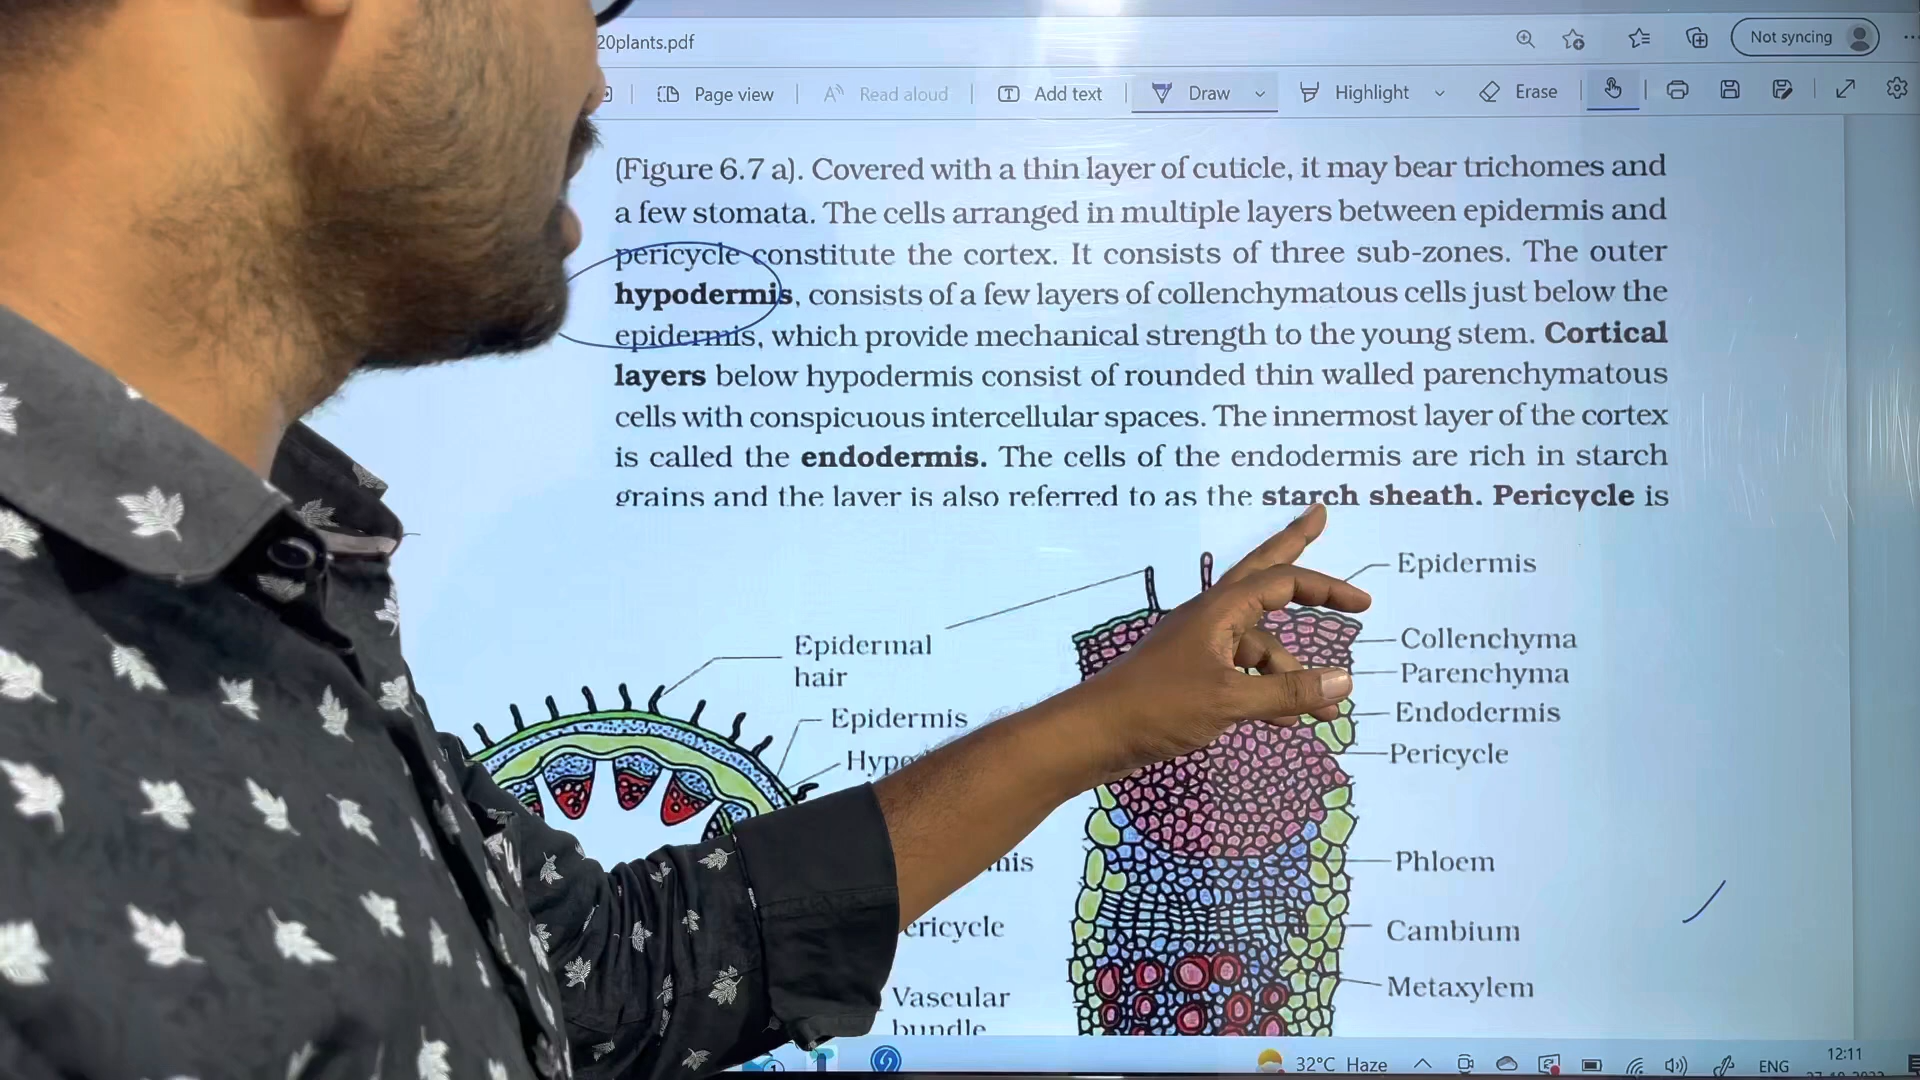 20plants.pdf
Not syncing
Page view
Read aloud
Add text
Draw
Highlight
Erase
(Figure 6.7 a). Covered with a thin layer of cuticle, it may bear trichomes and
a few stomata. The cells arranged in multiple layers between epidermis and
pericycle constitute the cortex. It consists of three sub-zones. The outer
hypodermis, consists of a few layers of collenchymatous cells just below the
epidermis, which provide mechanical strength to the young stem. Cortical
layers below hypodermis consist of rounded thin walled parenchymatous
cells with conspicuous intercellular spaces. The innermost layer of the cortex
is called the endodermis. The cells of the endodermis are rich in starch
grains and the layer is also referred to as the starch sheath. Pericycle is
Epidermal
hair
Epidermis
Hypo
nis
ericycle
Vascular
bundle
Epidermis
Collenchyma
Parenchyma
Endodermis
Pericycle
Phloem
Cambium
Metaxylem
32°C Haze
ENG
12:11